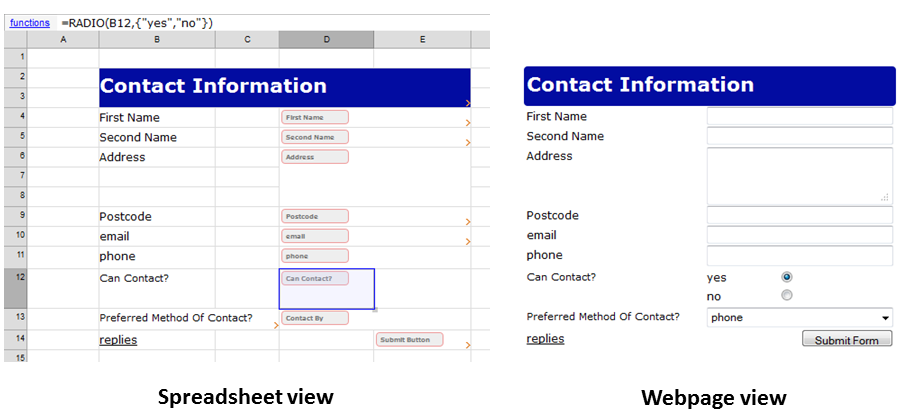 functions =RADIO(B12,{"yes","no"})
A B C D E
1
2 Contact Information
3
4 First Name First Name
5 Second Name Second Name
6 Address Address
7
8
9 Postcode Postcode
10 email email
11 phone phone
12 Can Contact? Can Contact?
13 Preferred Method Of Contact? Contact By
14 replies Submit Button
15
Spreadsheet view
Contact Information
First Name
Second Name
Address
Postcode
email
phone
Can Contact? yes
no
Preferred Method Of Contact? phone
replies Submit Form
Webpage view